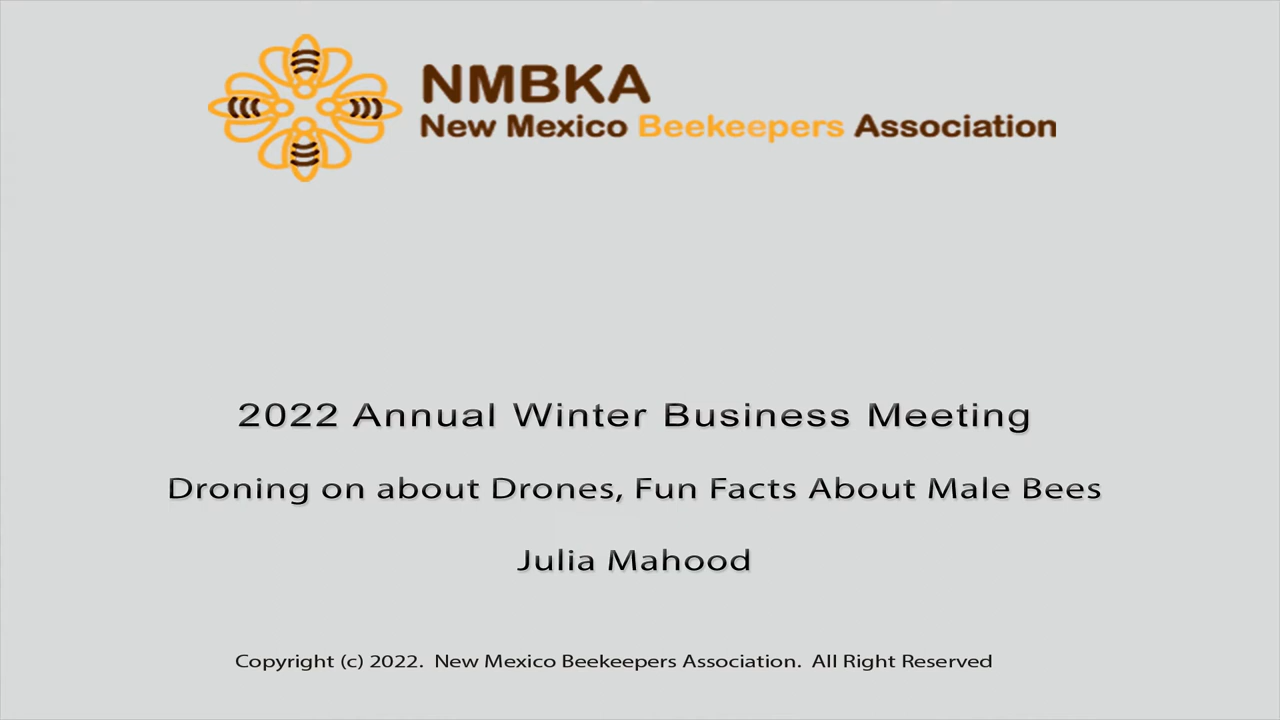 NMBKA
New Mexico Beekeepers Association
2022 Annual Winter Business Meeting
Droning on about Drones, Fun Facts About Male Bees
Julia Mahood
Copyright (c) 2022.  New Mexico Beekeepers Association.  All Right Reserved